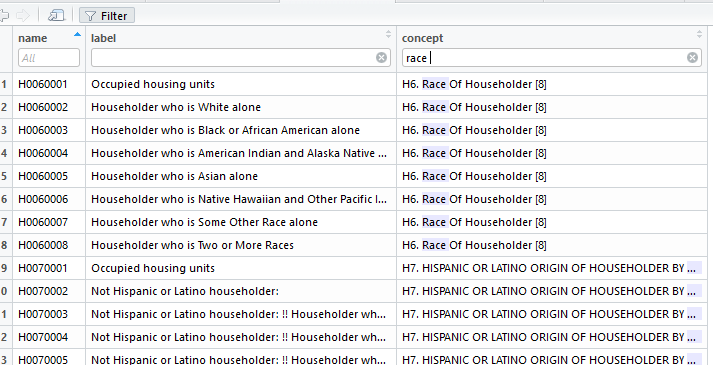 Filter
name label concept
All race
1 H0060001 Occupied housing units H6. Race Of Householder [8]
2 H0060002 Householder who is White alone H6. Race Of Householder [8]
3 H0060003 Householder who is Black or African American alone H6. Race Of Householder [8]
4 H0060004 Householder who is American Indian and Alaska Native ... H6. Race Of Householder [8]
5 H0060005 Householder who is Asian alone H6. Race Of Householder [8]
6 H0060006 Householder who is Native Hawaiian and Other Pacific I... H6. Race Of Householder [8]
7 H0060007 Householder who is Some Other Race alone H6. Race Of Householder [8]
8 H0060008 Householder who is Two or More Races H6. Race Of Householder [8]
9 H0070001 Occupied housing units H7. HISPANIC OR LATINO ORIGIN OF HOUSEHOLDER BY ...
0 H0070002 Not Hispanic or Latino householder: H7. HISPANIC OR LATINO ORIGIN OF HOUSEHOLDER BY ...
1 H0070003 Not Hispanic or Latino householder: !! Householder wh... H7. HISPANIC OR LATINO ORIGIN OF HOUSEHOLDER BY ...
2 H0070004 Not Hispanic or Latino householder: !! Householder wh... H7. HISPANIC OR LATINO ORIGIN OF HOUSEHOLDER BY ...
3 H0070005 Not Hispanic or Latino householder: !! Householder wh... H7. HISPANIC OR LATINO ORIGIN OF HOUSEHOLDER BY ...